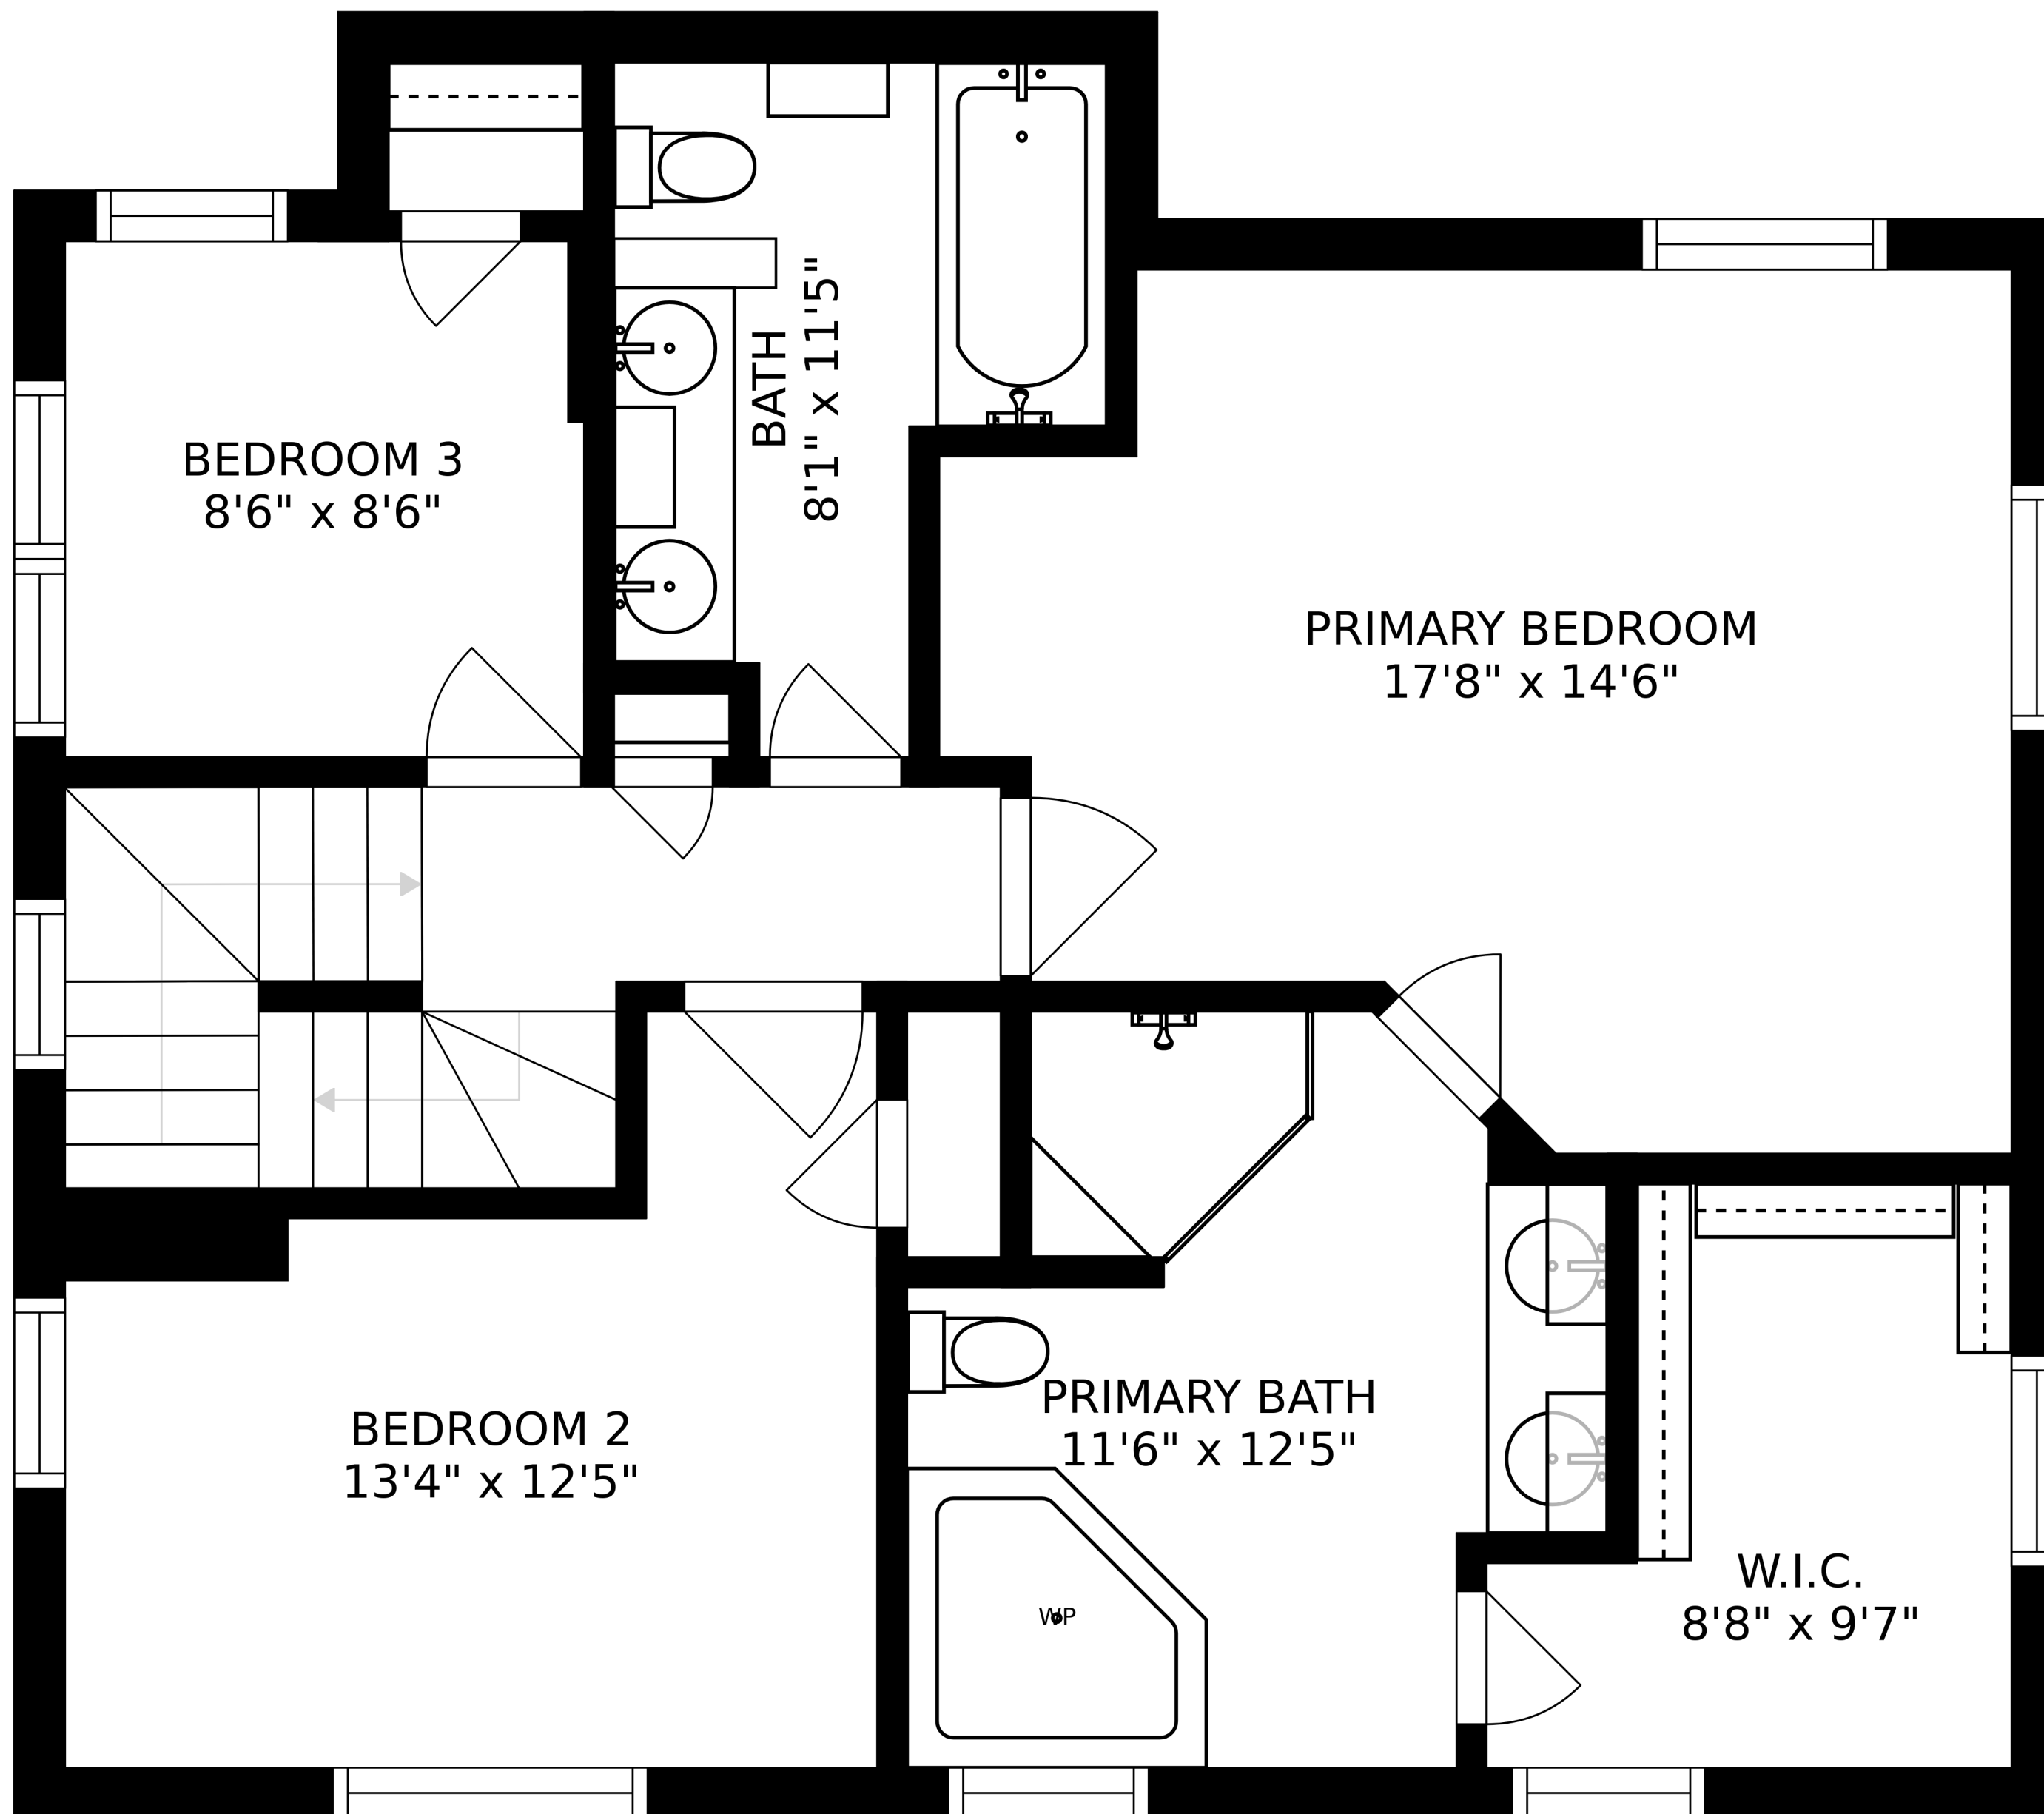 BATH
8'1" x 11'5"
BEDROOM 3
8'6" x 8'6"
PRIMARY BEDROOM
17'8" x 14'6"
PRIMARY BATH
11'6" x 12'5"
BEDROOM 2
13'4" x 12'5"
W.I.C.
8'8" x 9'7"
WP